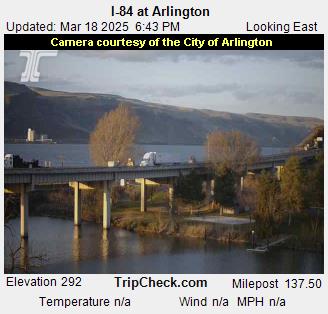 I-84 at Arlington
Updated: Mar 18 2025 6:43 PM Looking East
Camera courtesy of the City of Arlington
Elevation 292 TripCheck.com Milepost 137.50
Temperature n/a Wind n/a MPH n/a